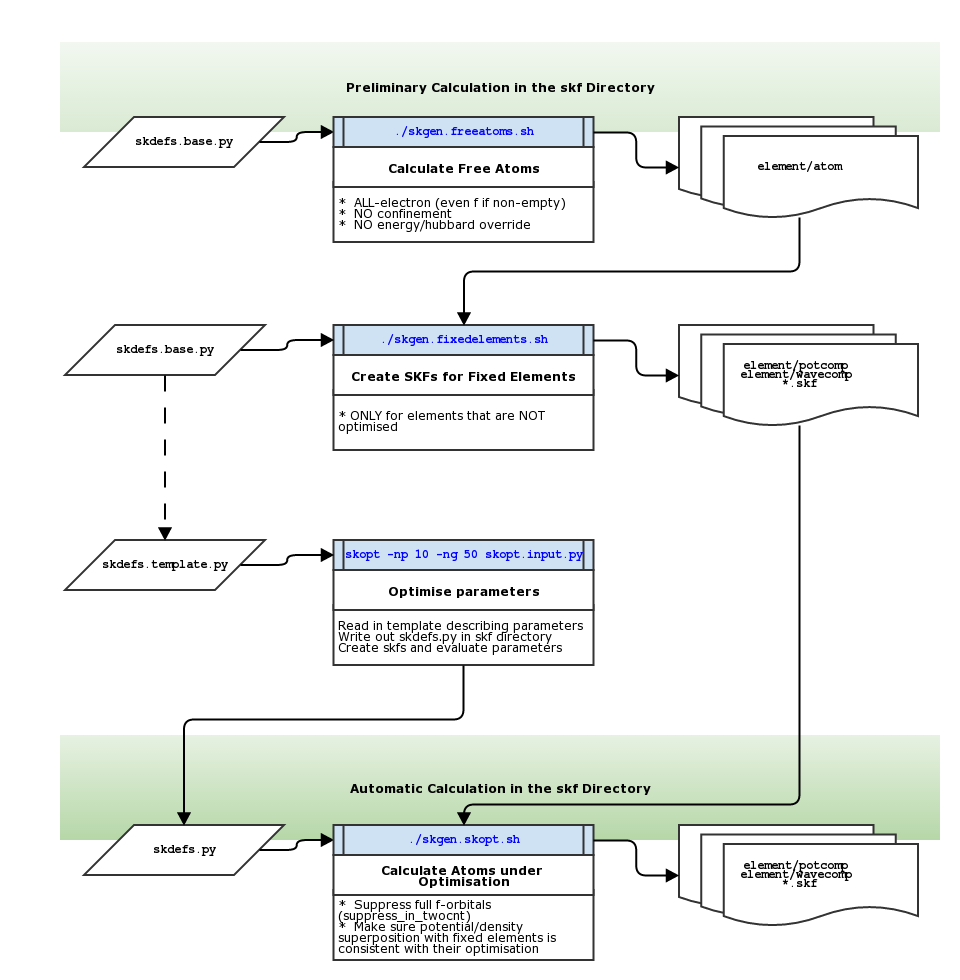 Preliminary Calculation in the skf Directory
skdefs.base.py
./skgen.freeatoms.sh
Calculate Free Atoms
* ALL-electron (even f if non-empty)
* NO confinement
* NO energy/hubbard override
element/atom
skdefs.base.py
./skgen.fixedelements.sh
Create SKFs for Fixed Elements
* ONLY for elements that are NOT
optimised
element/potcomp
element/wavecomp
*.skf
skdefs.template.py
skopt -np 10 -ng 50 skopt.input.py
Optimise parameters
Read in template describing parameters
Write out skdefs.py in skf directory
Create skfs and evaluate parameters
Automatic Calculation in the skf Directory
skdefs.py
./skgen.skopt.sh
Calculate Atoms under
Optimisation
* Suppress full f-orbitals
(suppress_in_twocnt)
* Make sure potential/density
superposition with fixed elements is
consistent with their optimisation
element/potcomp
element/wavecomp
*.skf